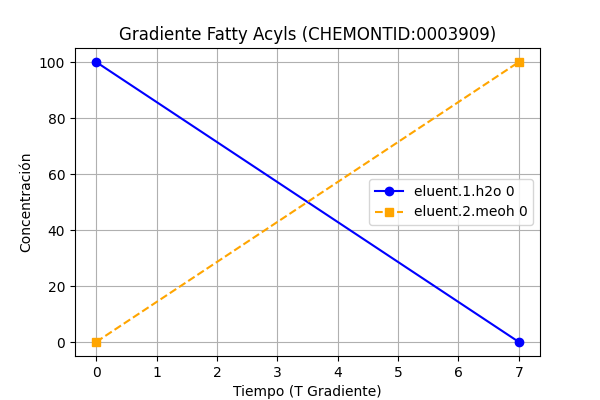 Gradiente Fatty Acyls (CHEMONTID:0003909)
Concentración
100
80
60
40
20
0
eluent.1.h2o 0
eluent.2.meoh 0
0 1 2 3 4 5 6 7
Tiempo (T Gradiente)